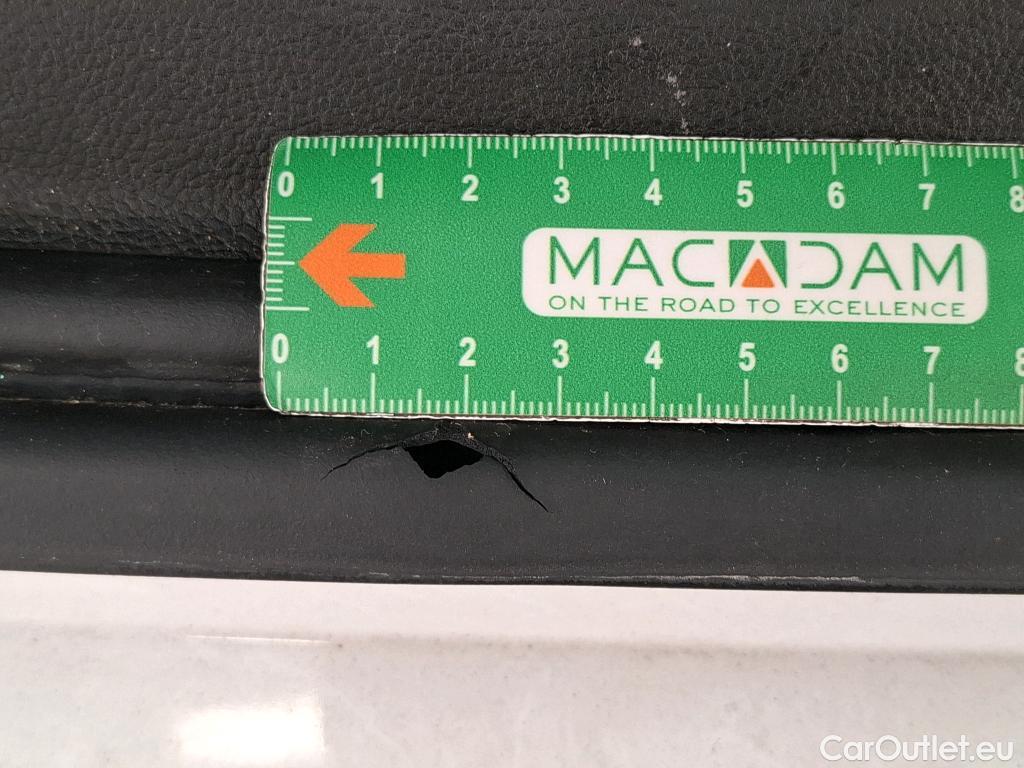 0 1 2 3 4 5 6 7 8
MACADAM
ON THE ROAD TO EXCELLENCE
0 1 2 3 4 5 6 7 8
CarOutlet.eu